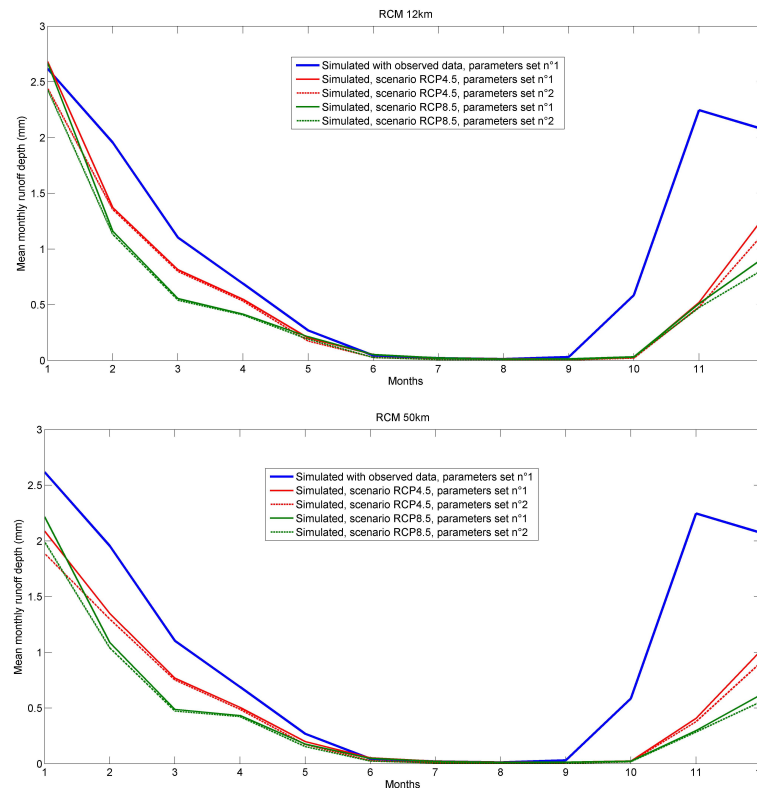 RCM 12km
3
2.5
2
1.5
1
0.5
0
Mean monthly runoff depth (mm)
Simulated with observed data, parameters set n°1
Simulated, scenario RCP4.5, parameters set n°1
Simulated, scenario RCP4.5, parameters set n°2
Simulated, scenario RCP8.5, parameters set n°1
Simulated, scenario RCP8.5, parameters set n°2
1 2 3 4 5 6 7 8 9 10 11 1
Months
RCM 50km
3
2.5
2
1.5
1
0.5
0
Mean monthly runoff depth (mm)
Simulated with observed data, parameters set n°1
Simulated, scenario RCP4.5, parameters set n°1
Simulated, scenario RCP4.5, parameters set n°2
Simulated, scenario RCP8.5, parameters set n°1
Simulated, scenario RCP8.5, parameters set n°2
1 2 3 4 5 6 7 8 9 10 11 1
Months